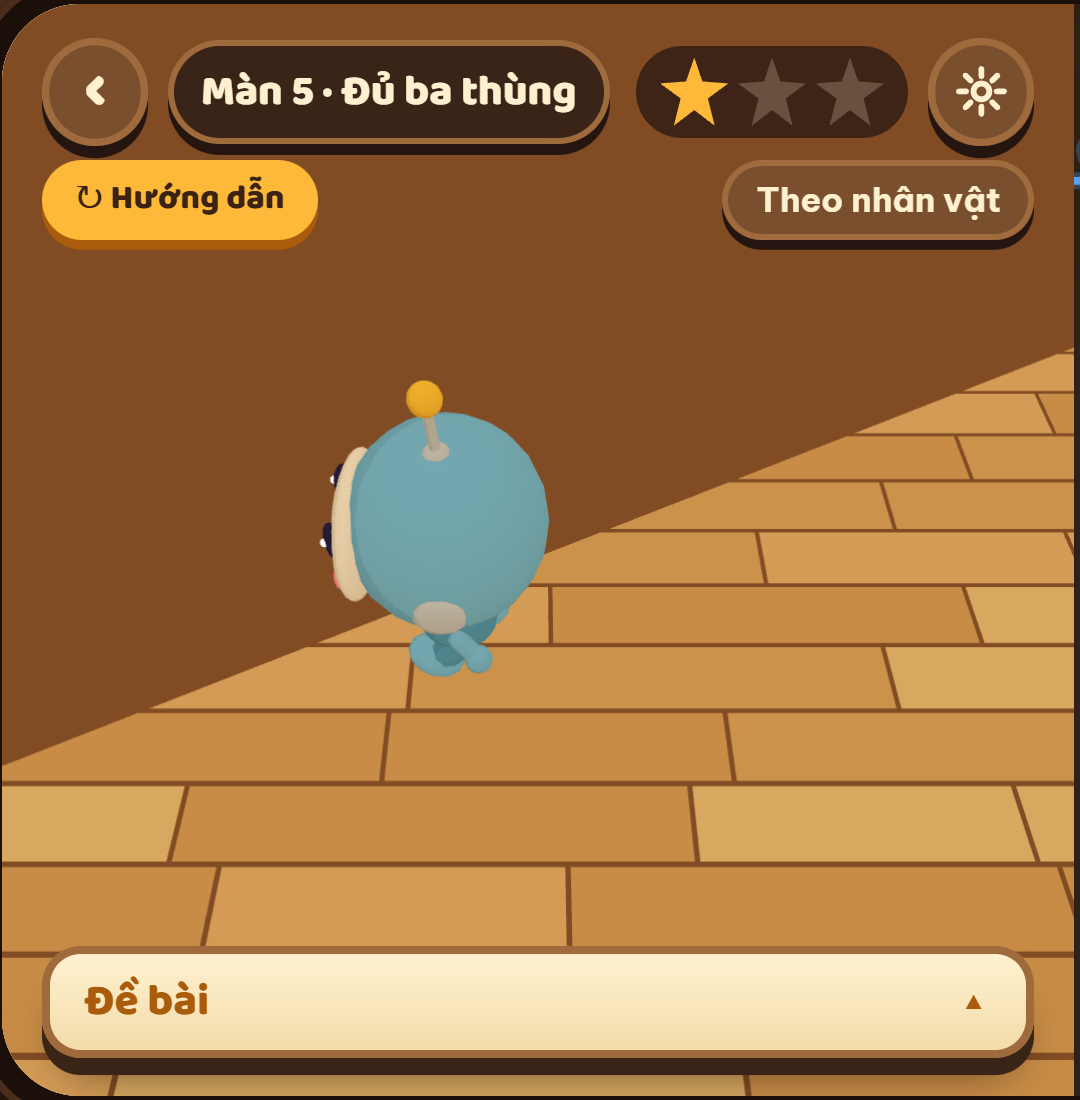 Màn 5 · Đủ ba thùng
Hướng dẫn
Theo nhân vật
Đề bài